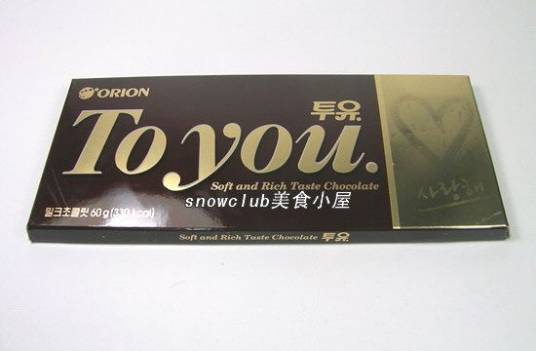 ORION
투유
To you.
Soft and Rich Taste Chocolate
사랑해
snowclub美食小屋
밀크초콜릿 60g(330 kcal)
Soft and Rich Taste Chocolate 투유